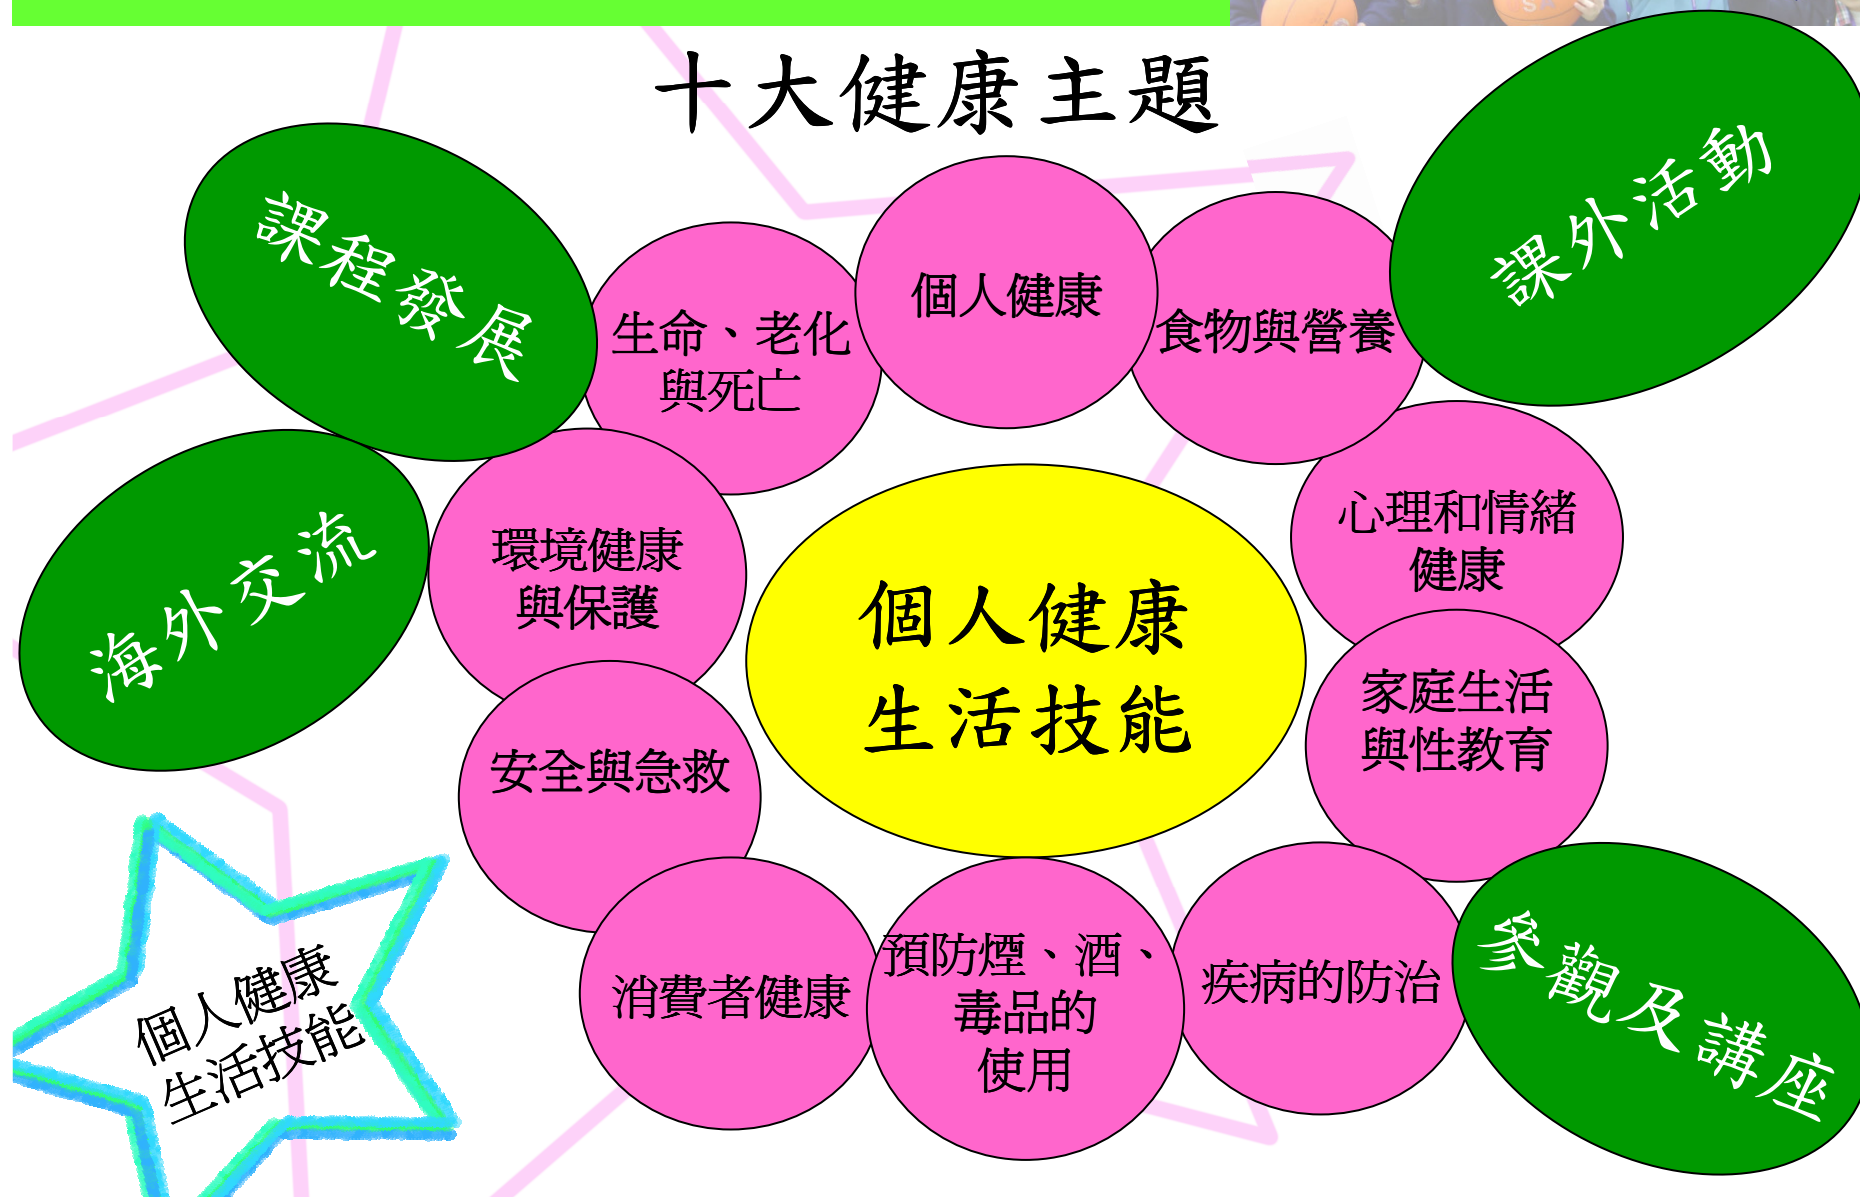 十大健康主題
課程發展
課外活動
個人健康
食物與營養
生命、老化
與死亡
心理和情緒
健康
環境健康
與保護
海外交流
個人健康
生活技能
家庭生活
與性教育
安全與急救
參觀及講座
疾病的防治
預防煙、酒、
毒品的
使用
消費者健康
個人健康
生活技能